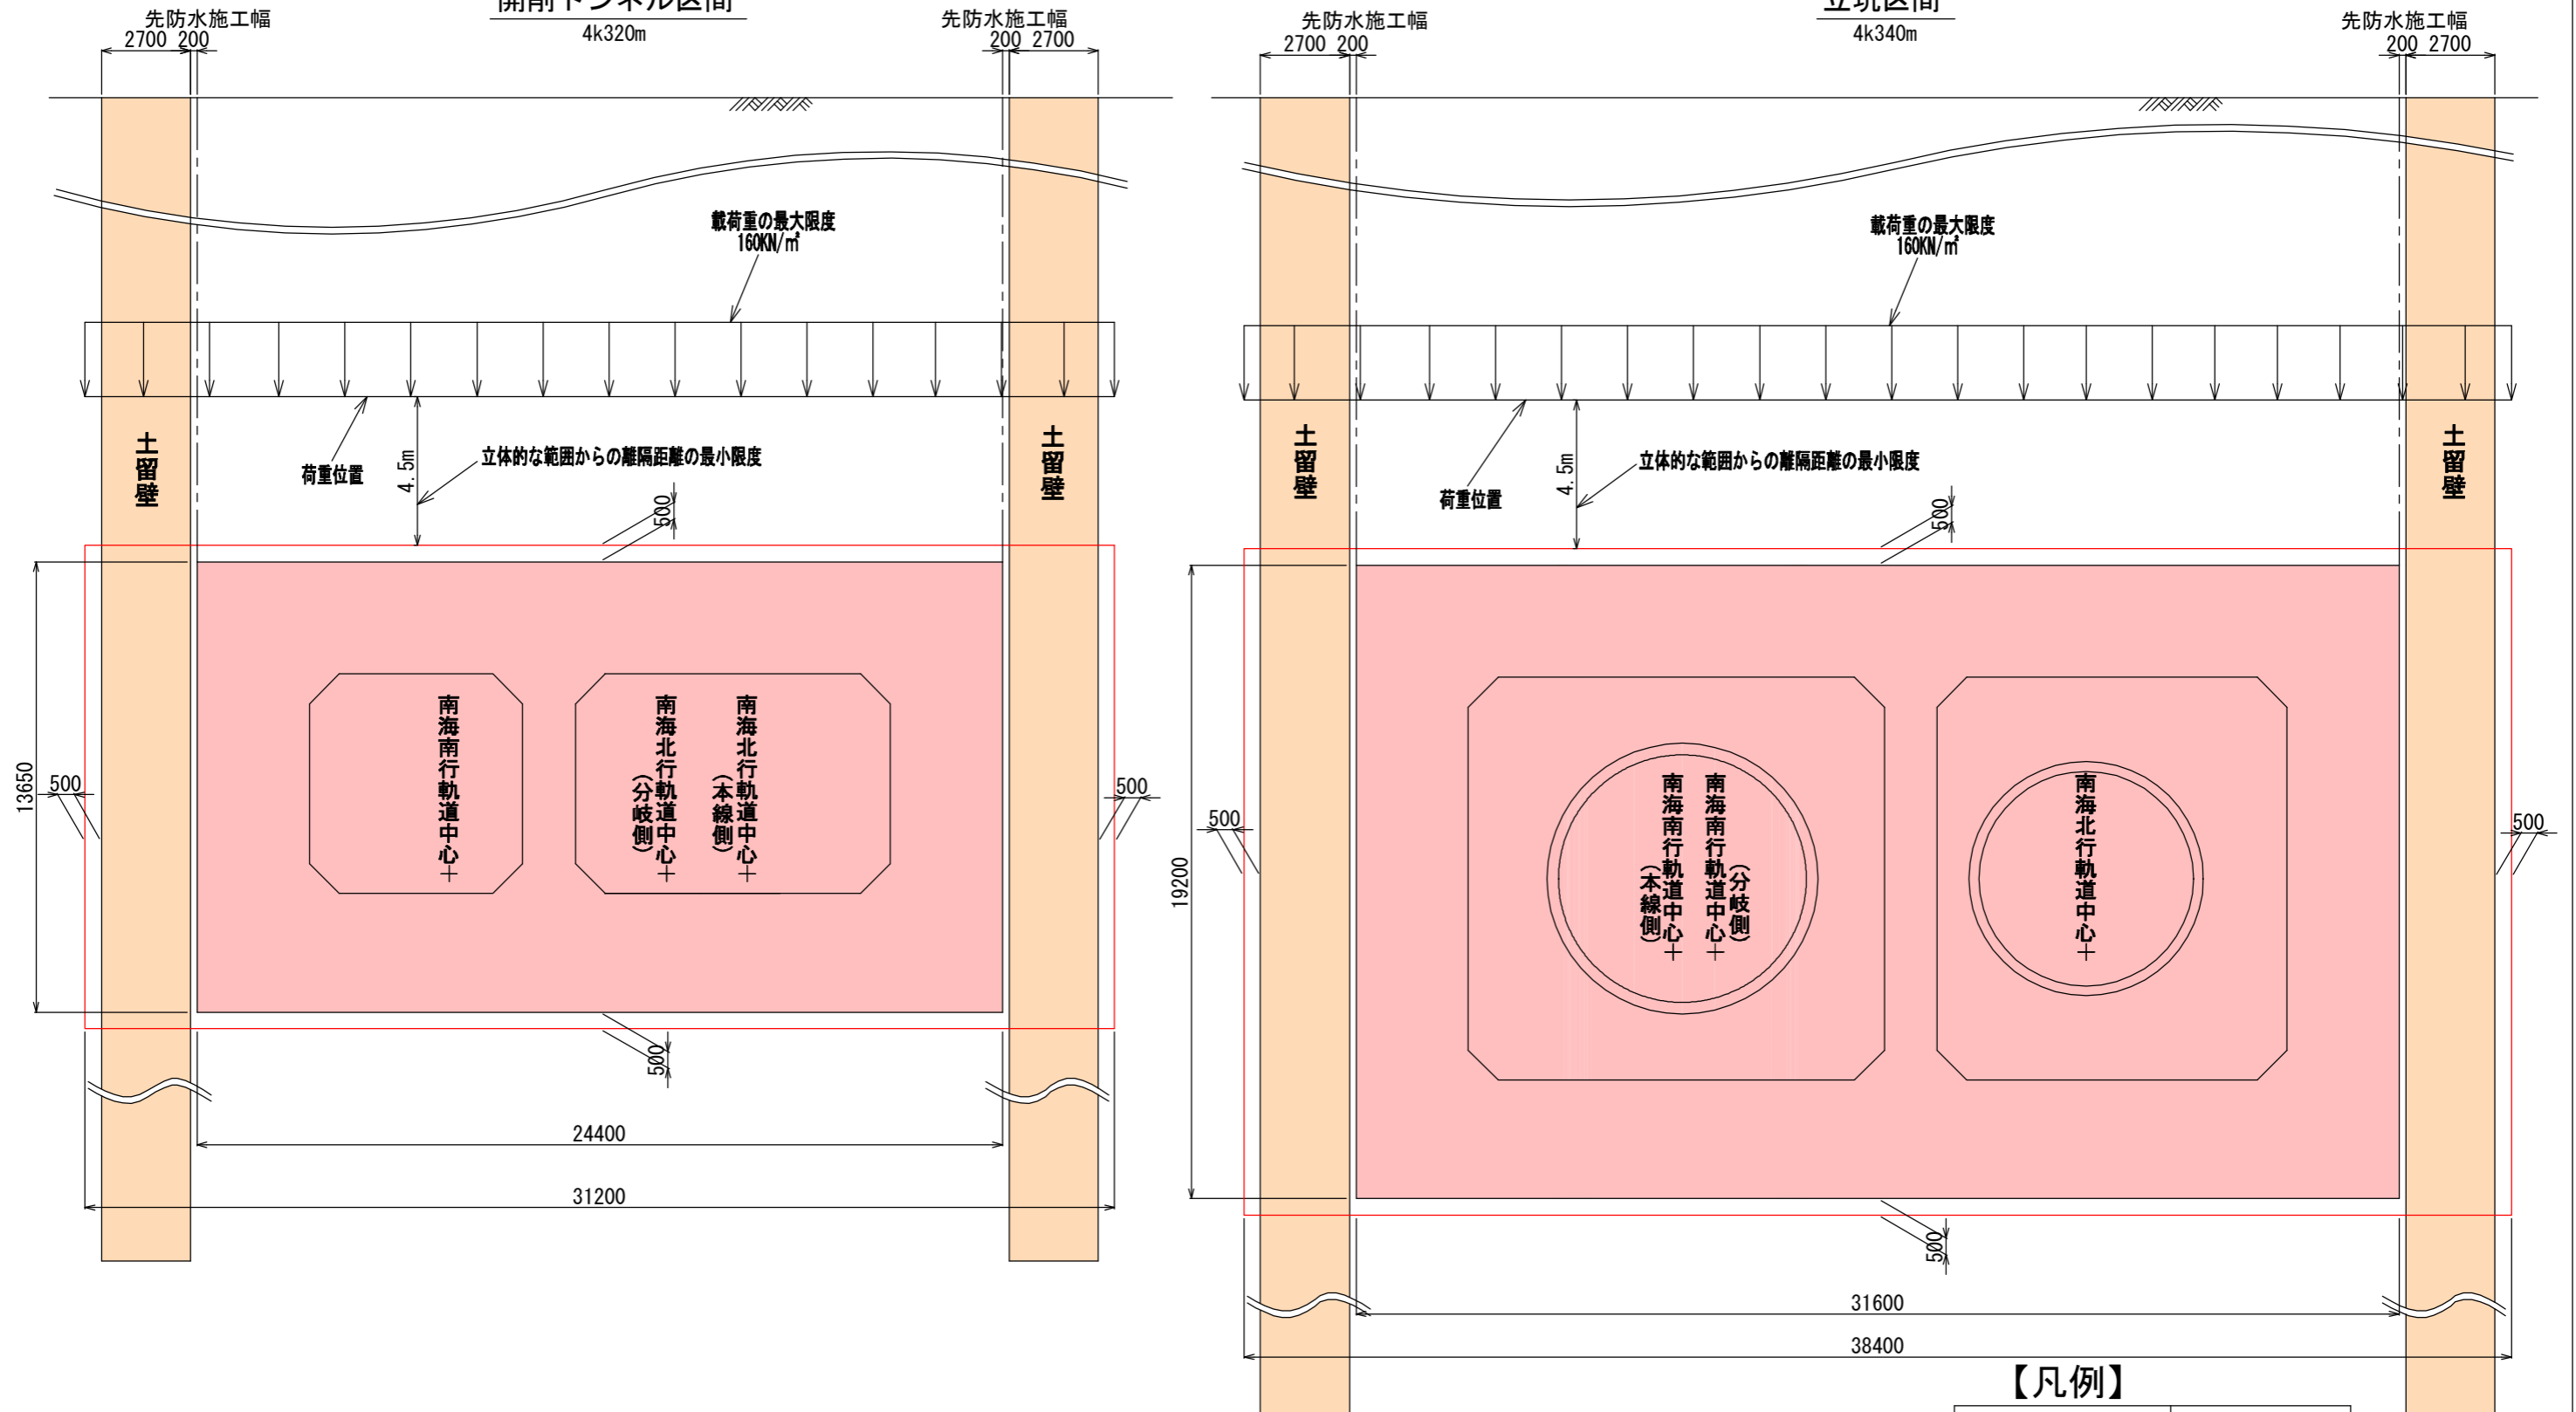 開削トンネル区間
4k320m
先防水施工幅
2700 200
先防水施工幅
200 2700
載荷重の最大限度
160KN/㎡
荷重位置
4.5m
立体的な範囲からの離隔距離の最小限度
500
土留壁
土留壁
南海南行軌道中心
南海北行軌道中心
(分岐側)
南海北行軌道中心
(本線側)
13650
500
500
500
24400
31200
立坑区間
4k340m
先防水施工幅
2700 200
先防水施工幅
200 2700
載荷重の最大限度
160KN/㎡
荷重位置
4.5m
立体的な範囲からの離隔距離の最小限度
500
土留壁
土留壁
南海南行軌道中心
(本線側)
南海南行軌道中心
(分岐側)
南海北行軌道中心
19200
500
500
500
31600
38400
【凡例】